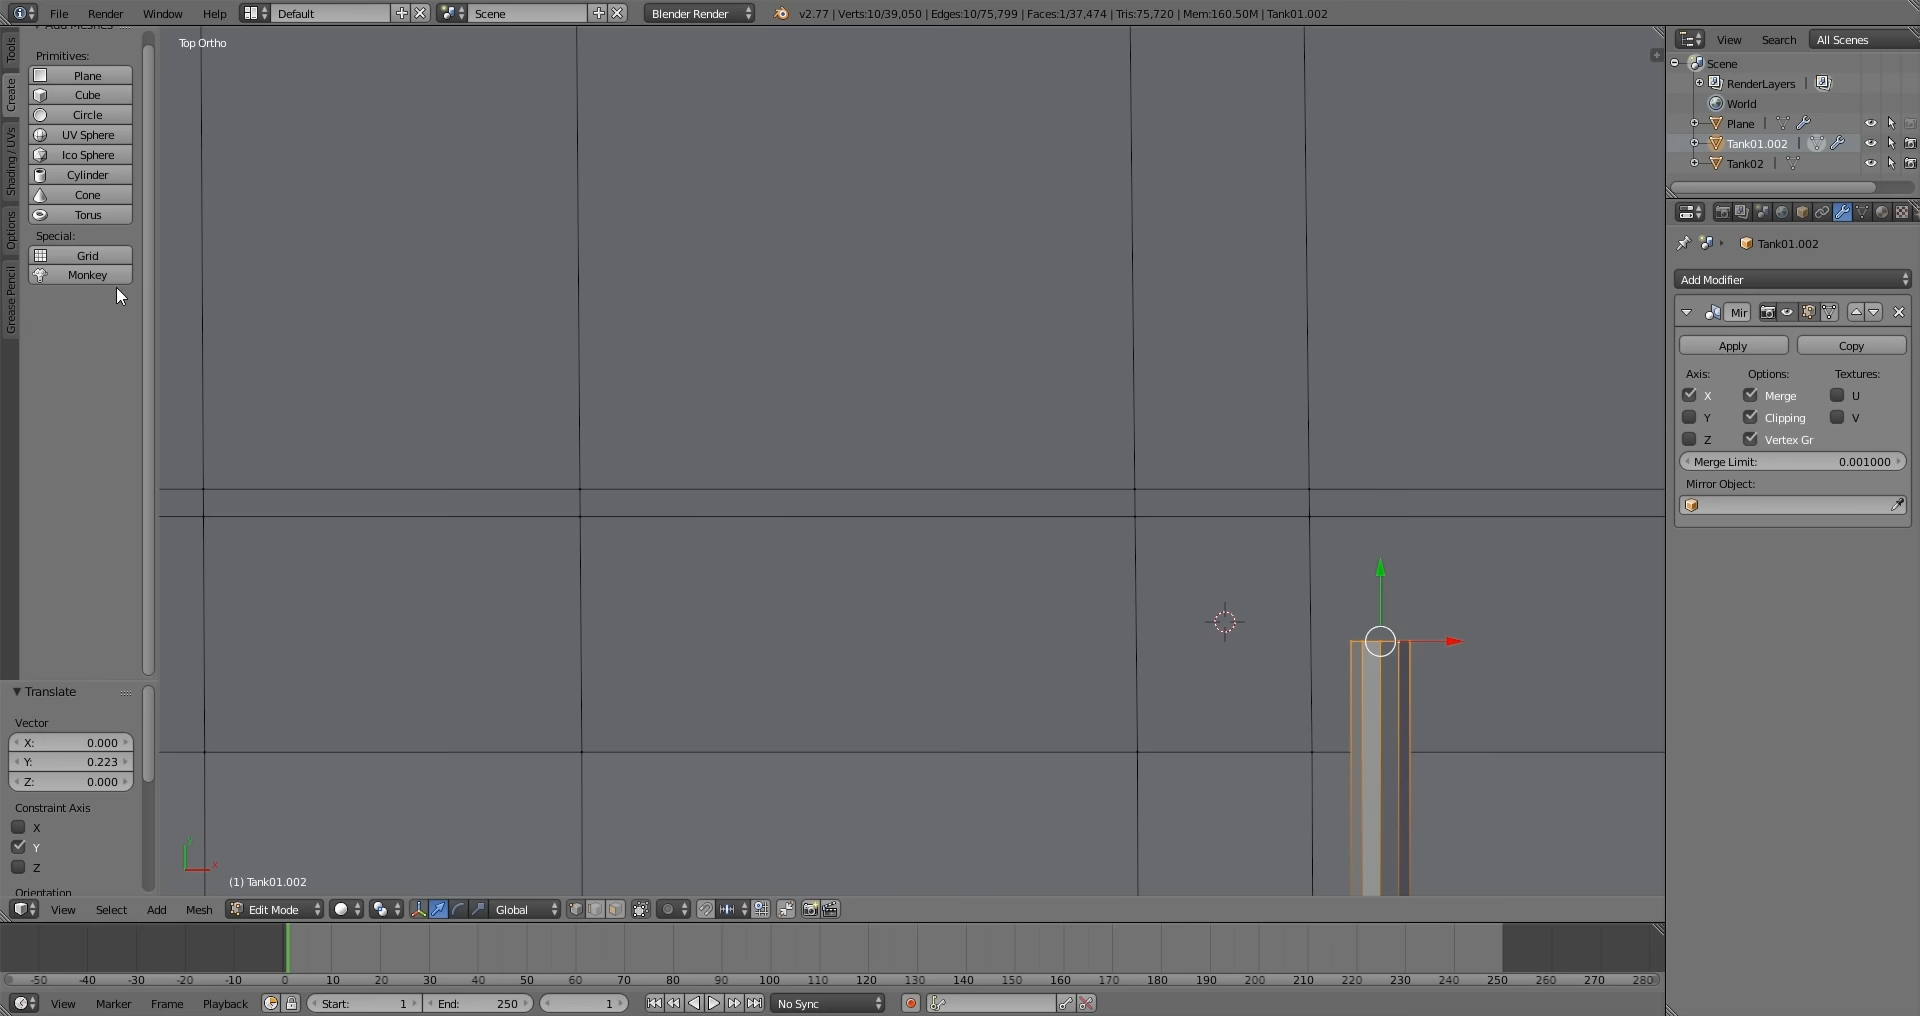 File Render Window Help Default Scene Blender Render v2.77 | Verts:10/39,050 | Edges:10/75,799 | Faces:1/37,474 | Tris:75,720 | Mem:160.50M | Tank01.002
Add Meshes
Primitives:
Plane
Cube
Circle
UV Sphere
Ico Sphere
Cylinder
Cone
Torus
Special:
Grid
Monkey
Tools
Create
Shading / UVs
Options
Grease Pencil
Translate
Vector
X: 0.000
Y: 0.223
Z: 0.000
Constraint Axis
X
Y
Z
Orientation
Top Ortho
(1) Tank01.002
View Select Add Mesh Edit Mode Global
-50 -40 -30 -20 -10 0 10 20 30 40 50 60 70 80 90 100 110 120 130 140 150 160 170 180 190 200 210 220 230 240 250 260 270 280
View Marker Frame Playback Start: 1 End: 250 1 No Sync
View Search All Scenes
Scene
RenderLayers
World
Plane
Tank01.002
Tank02
Tank01.002
Add Modifier
Mir
Apply Copy
Axis: Options: Textures:
X Merge U
Y Clipping V
Z Vertex Gr
Merge Limit: 0.001000
Mirror Object: